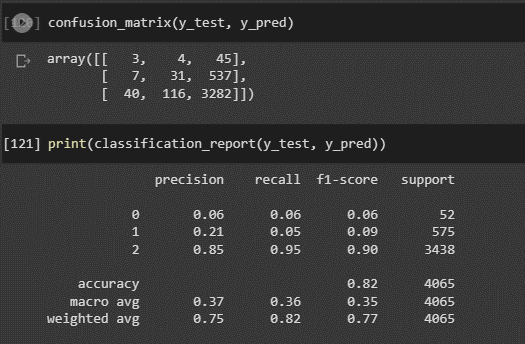 confusion_matrix(y_test, y_pred)
array([[   3,    4,   45],
       [   7,   31,  537],
       [  40,  116, 3282]])
[121] print(classification_report(y_test, y_pred))
              precision    recall  f1-score   support
           0       0.06      0.06      0.06        52
           1       0.21      0.05      0.09       575
           2       0.85      0.95      0.90      3438
    accuracy                           0.82      4065
   macro avg       0.37      0.36      0.35      4065
weighted avg       0.75      0.82      0.77      4065